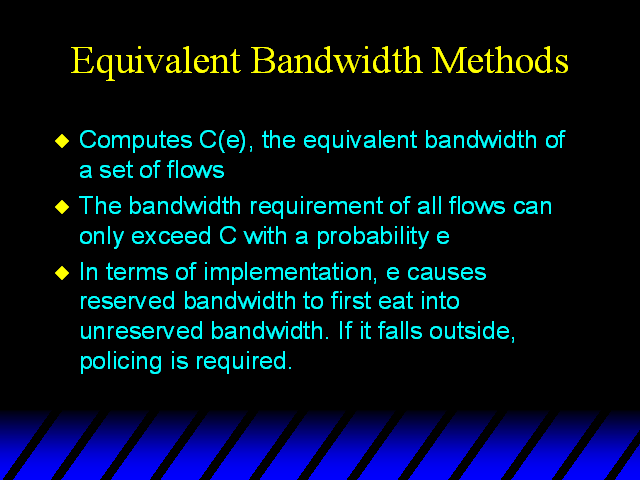 Equivalent Bandwidth Methods
Computes C(e), the equivalent bandwidth of
a set of flows
The bandwidth requirement of all flows can
only exceed C with a probability e
In terms of implementation, e causes
reserved bandwidth to first eat into
unreserved bandwidth. If it falls outside,
policing is required.